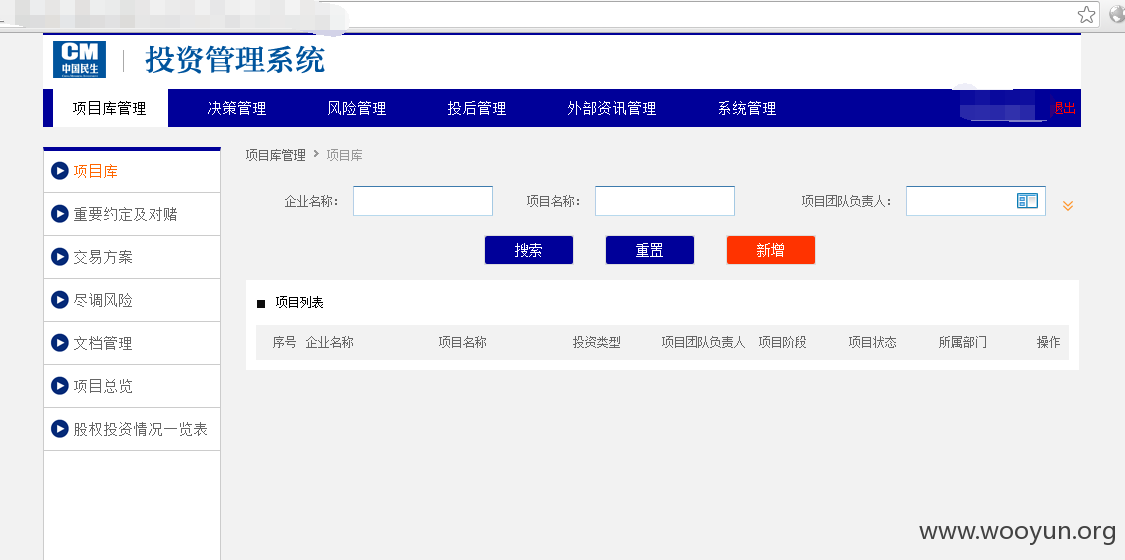 CM
中国民生
投资管理系统
项目库管理 决策管理 风险管理 投后管理 外部资讯管理 系统管理 退出
项目库
重要约定及对赌
交易方案
尽调风险
文档管理
项目总览
股权投资情况一览表
项目库管理 > 项目库
企业名称: 项目名称: 项目团队负责人:
搜索 重置 新增
■ 项目列表
序号 企业名称 项目名称 投资类型 项目团队负责人 项目阶段 项目状态 所属部门 操作
www.wooyun.org